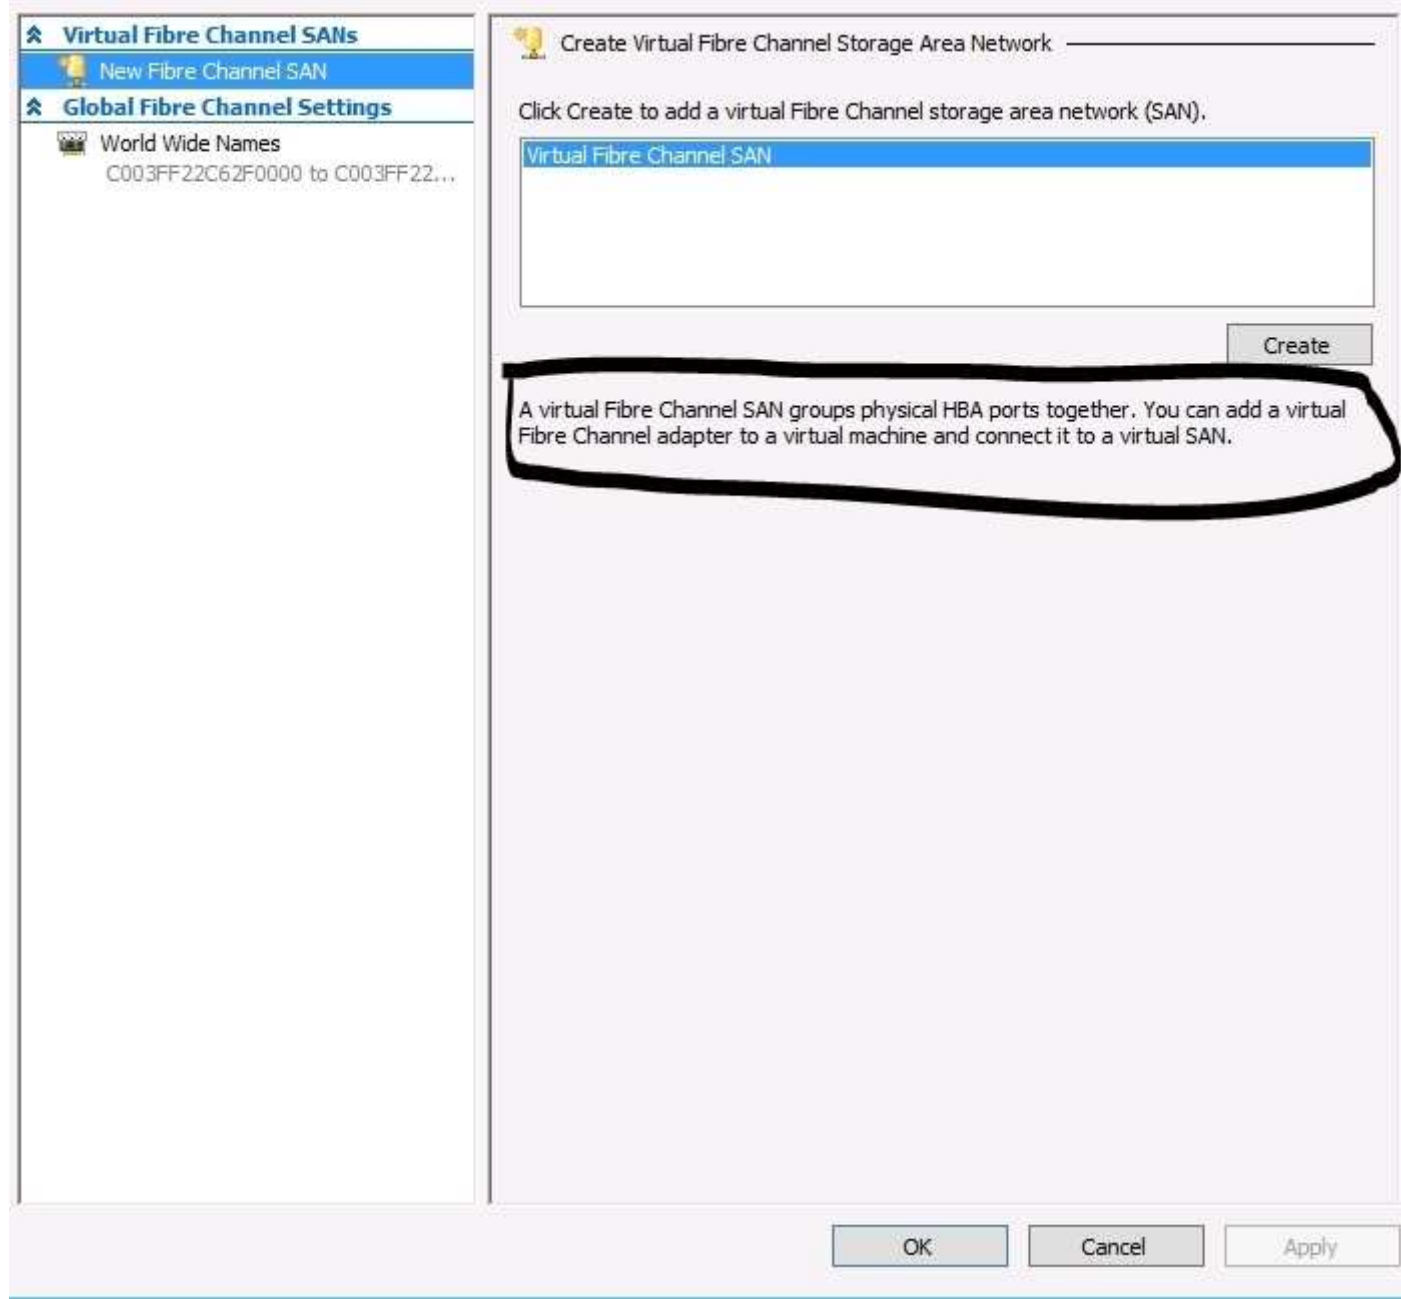 Virtual Fibre Channel SANs
New Fibre Channel SAN
Global Fibre Channel Settings
World Wide Names
C003FF22C62F0000 to C003FF22...
Create Virtual Fibre Channel Storage Area Network
Click Create to add a virtual Fibre Channel storage area network (SAN).
Virtual Fibre Channel SAN
Create
A virtual Fibre Channel SAN groups physical HBA ports together. You can add a virtual
Fibre Channel adapter to a virtual machine and connect it to a virtual SAN.
OK
Cancel
Apply